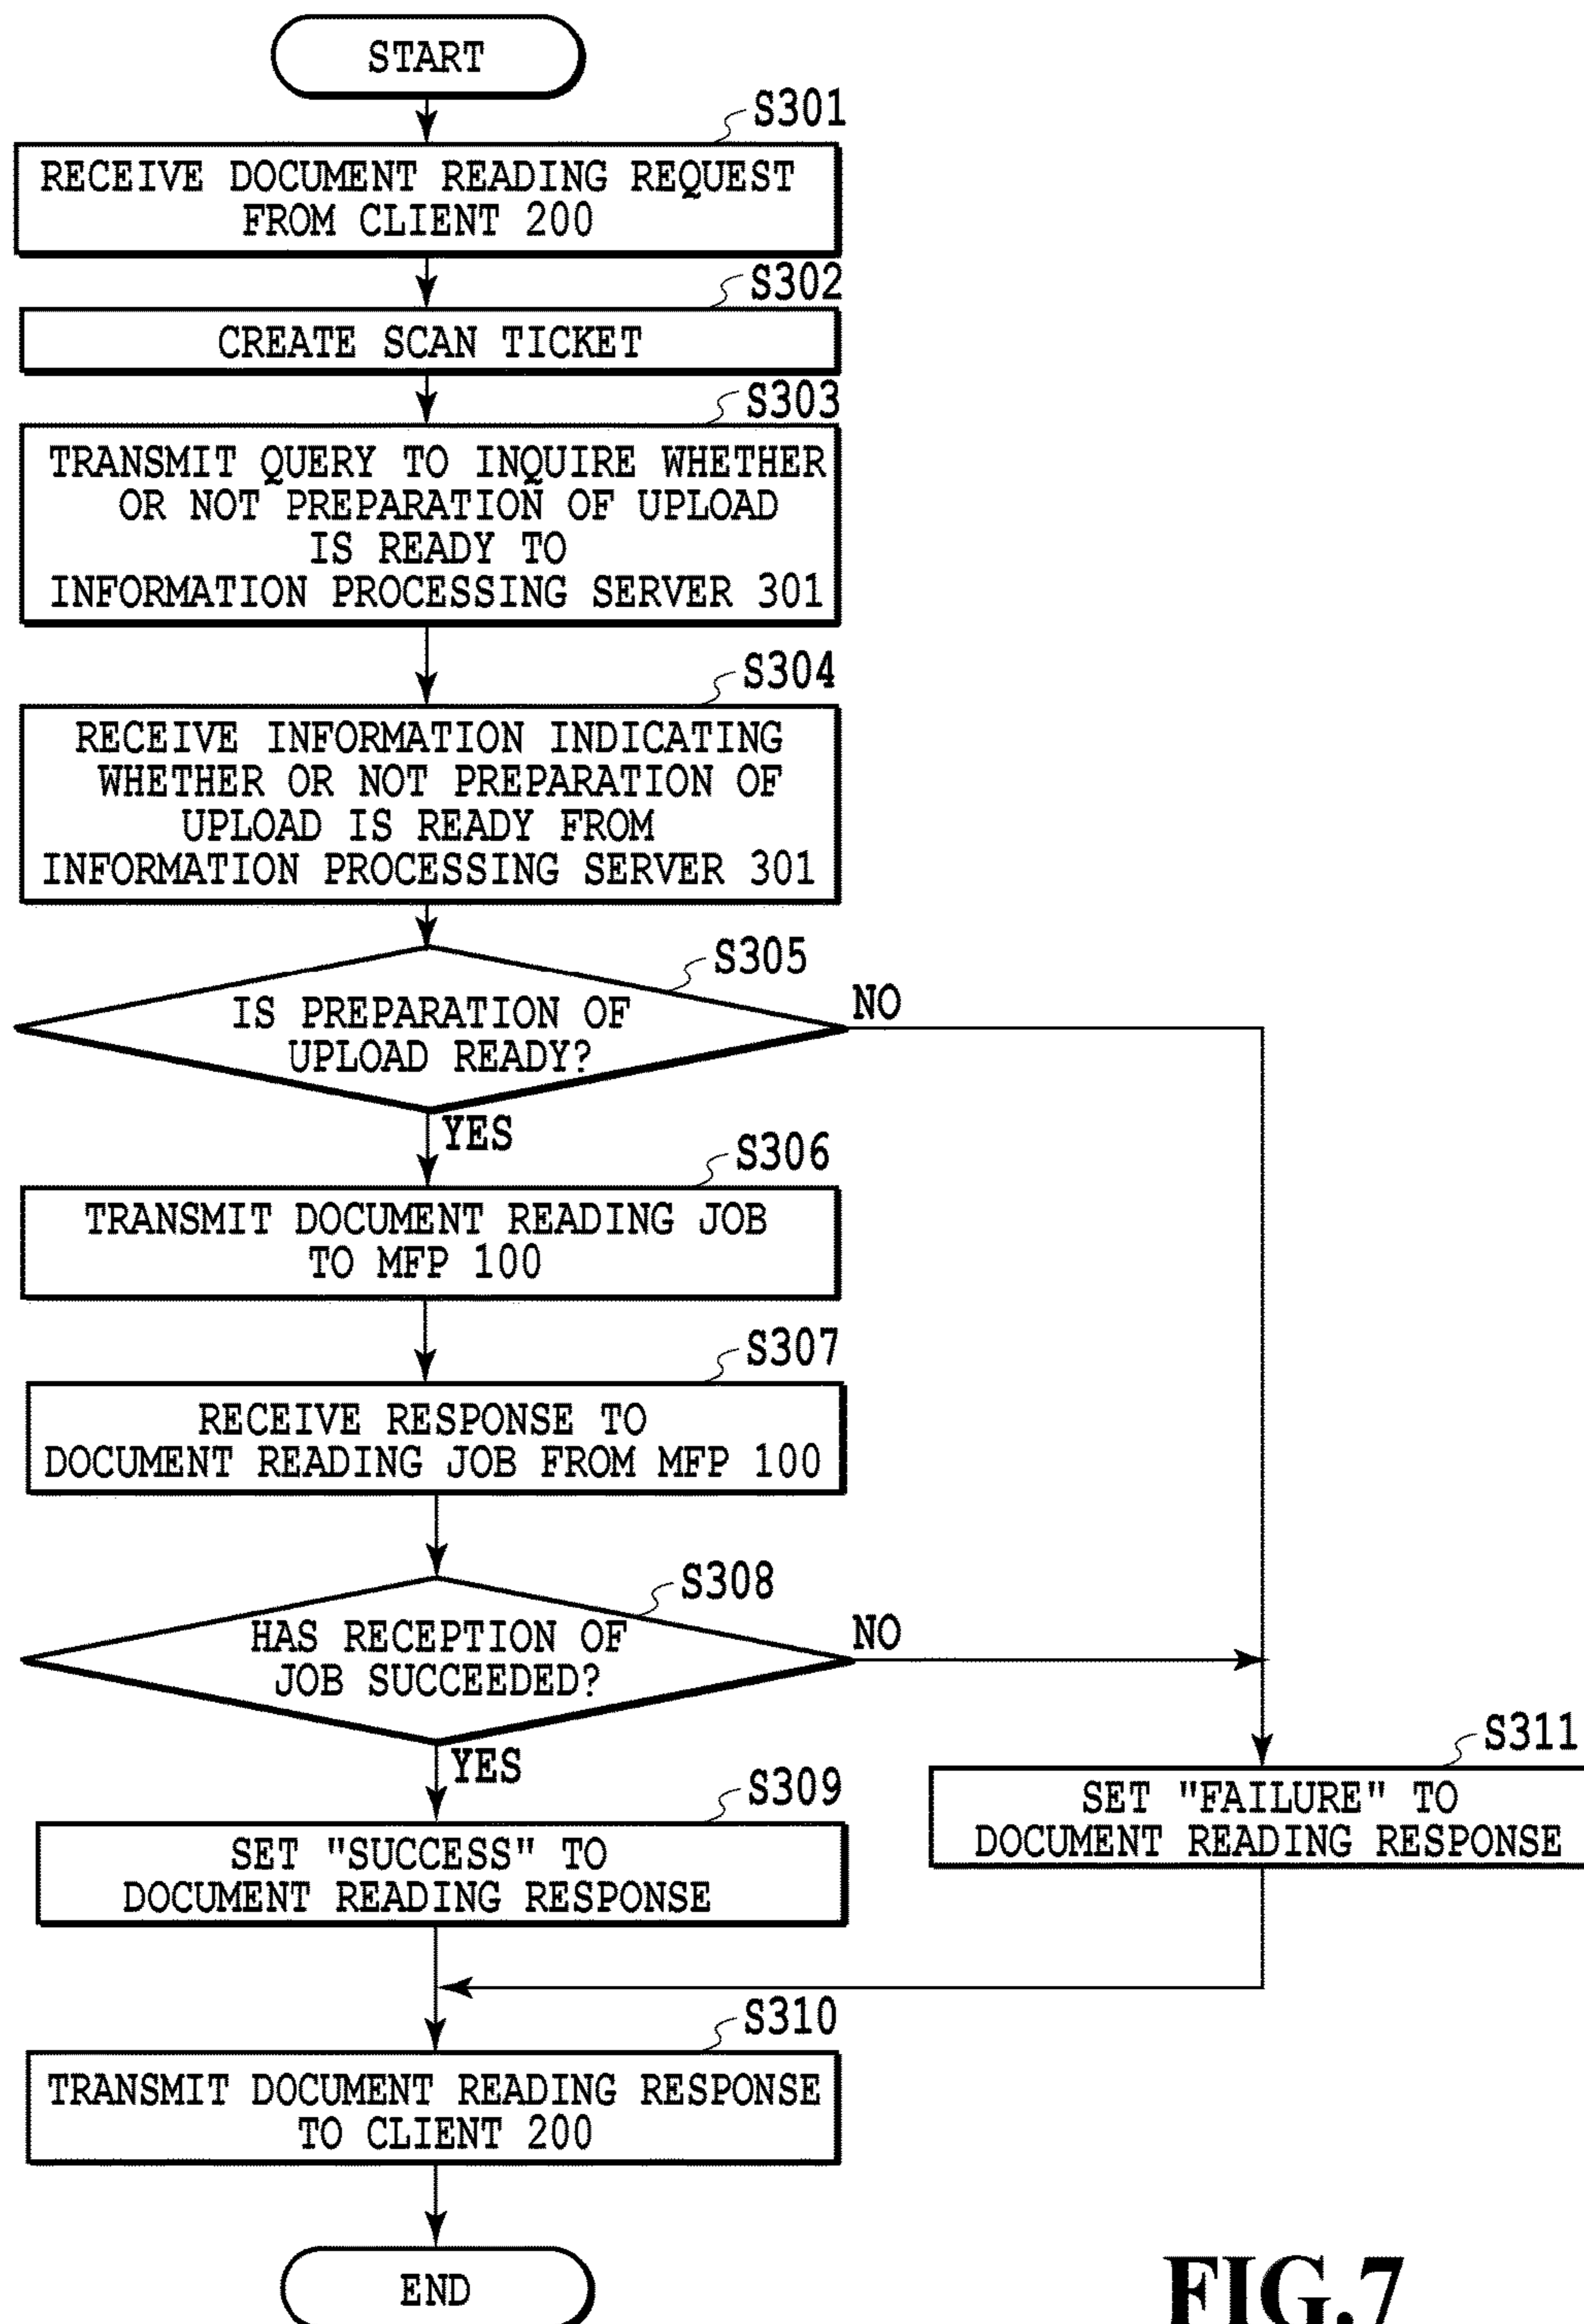 START
S301
RECEIVE DOCUMENT READING REQUEST
FROM CLIENT 200
S302
CREATE SCAN TICKET
S303
TRANSMIT QUERY TO INQUIRE WHETHER
OR NOT PREPARATION OF UPLOAD
IS READY TO
INFORMATION PROCESSING SERVER 301
S304
RECEIVE INFORMATION INDICATING
WHETHER OR NOT PREPARATION OF
UPLOAD IS READY FROM
INFORMATION PROCESSING SERVER 301
S305
IS PREPARATION OF
UPLOAD READY?
NO
YES
S306
TRANSMIT DOCUMENT READING JOB
TO MFP 100
S307
RECEIVE RESPONSE TO
DOCUMENT READING JOB FROM MFP 100
S308
HAS RECEPTION OF
JOB SUCCEEDED?
NO
YES
S309
SET "SUCCESS" TO
DOCUMENT READING RESPONSE
S311
SET "FAILURE" TO
DOCUMENT READING RESPONSE
S310
TRANSMIT DOCUMENT READING RESPONSE
TO CLIENT 200
END
FIG.7